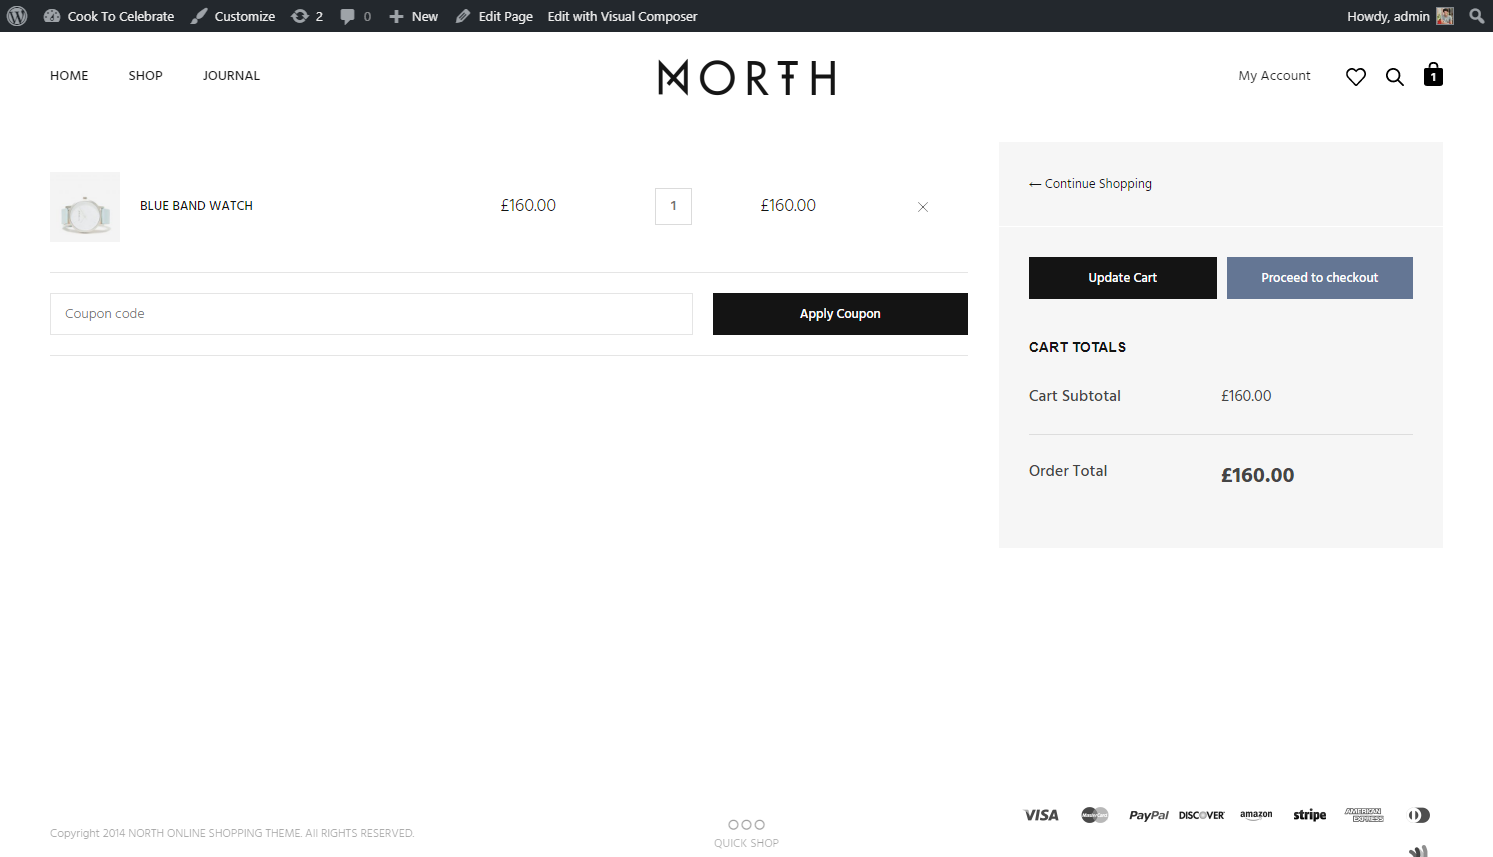 Cook To Celebrate Customize 2 0 New Edit Page Edit with Visual Composer Howdy, admin
HOME SHOP JOURNAL NORTH My Account 1
← Continue Shopping
BLUE BAND WATCH £160.00 1 £160.00 ×
Update Cart Proceed to checkout
Coupon code Apply Coupon
CART TOTALS
Cart Subtotal £160.00
Order Total £160.00
VISA MasterCard PayPal DISCOVER amazon stripe AMERICAN EXPRESS
Copyright 2014 NORTH ONLINE SHOPPING THEME. All RIGHTS RESERVED.
QUICK SHOP